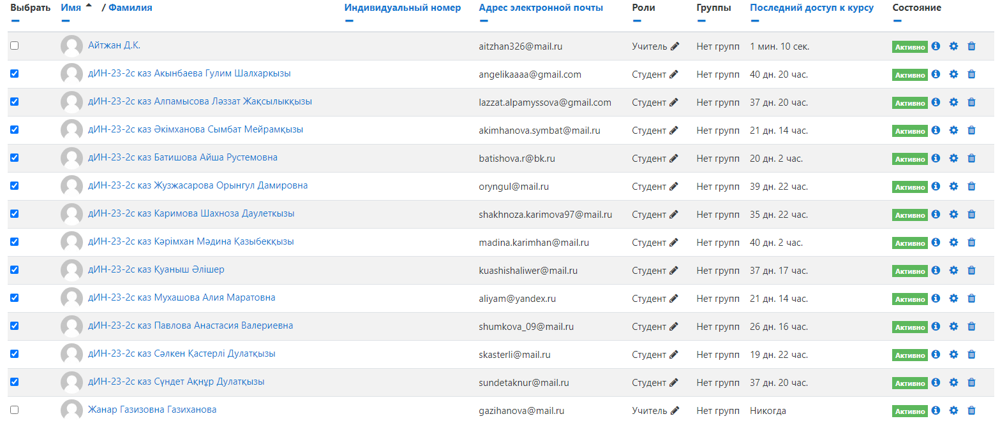 Выбрать Имя / Фамилия Индивидуальный номер Адрес электронной почты Роли Группы Последний доступ к курсу Состояние
Айтжан Д.К. aitzhan326@mail.ru Учитель Нет групп 1 мин. 10 сек. Активно
дИН-23-2с каз Акынбаева Гулим Шалхаркызы angelikaaaa@gmail.com Студент Нет групп 40 дн. 20 час. Активно
дИН-23-2с каз Алпамысова Ләззат Жақсылыққызы lazzat.alpamyssova@gmail.com Студент Нет групп 37 дн. 20 час. Активно
дИН-23-2с каз Әкімханова Сымбат Мейрамқызы akimhanova.symbat@mail.ru Студент Нет групп 21 дн. 14 час. Активно
дИН-23-2с каз Батишова Айша Рустемовна batishova.r@bk.ru Студент Нет групп 20 дн. 2 час. Активно
дИН-23-2с каз Жузжасарова Орынгул Дамировна oryngul@mail.ru Студент Нет групп 39 дн. 22 час. Активно
дИН-23-2с каз Каримова Шахноза Даулеткызы shakhnoza.karimova97@mail.ru Студент Нет групп 35 дн. 22 час. Активно
дИН-23-2с каз Кәрімхан Мәдина Қазыбекқызы madina.karimhan@mail.ru Студент Нет групп 40 дн. 2 час. Активно
дИН-23-2с каз Қуаныш Әлішер kuashishaliwer@mail.ru Студент Нет групп 37 дн. 17 час. Активно
дИН-23-2с каз Мухашова Алия Маратовна aliyam@yandex.ru Студент Нет групп 21 дн. 14 час. Активно
дИН-23-2с каз Павлова Анастасия Валериевна shumkova_09@mail.ru Студент Нет групп 26 дн. 16 час. Активно
дИН-23-2с каз Сәлкен Қастерлі Дулатқызы skasterli@mail.ru Студент Нет групп 19 дн. 22 час. Активно
дИН-23-2с каз Сүндет Ақнұр Дулатқызы sundetaknur@mail.ru Студент Нет групп 37 дн. 20 час. Активно
Жанар Газизовна Газиханова gazihanova@mail.ru Учитель Нет групп Никогда Активно